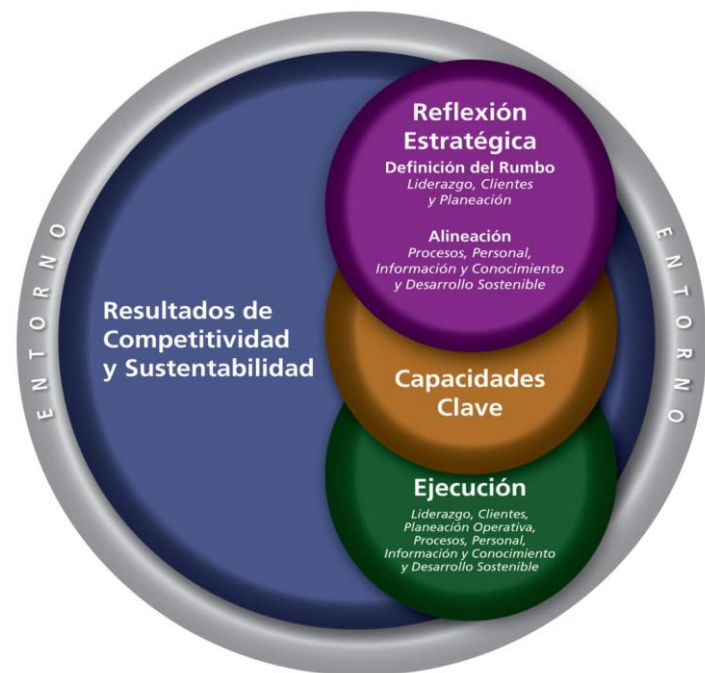 ENTORNO
Resultados de
Competitividad
y Sustentabilidad
Reflexión
Estratégica
Definición del Rumbo
Liderazgo, Clientes
y Planeación
Alineación
Procesos, Personal,
Información y Conocimiento
y Desarrollo Sostenible
Capacidades
Clave
Ejecución
Liderazgo, Clientes,
Planeación Operativa,
Procesos, Personal,
Información y Conocimiento
y Desarrollo Sostenible
ENTORNO